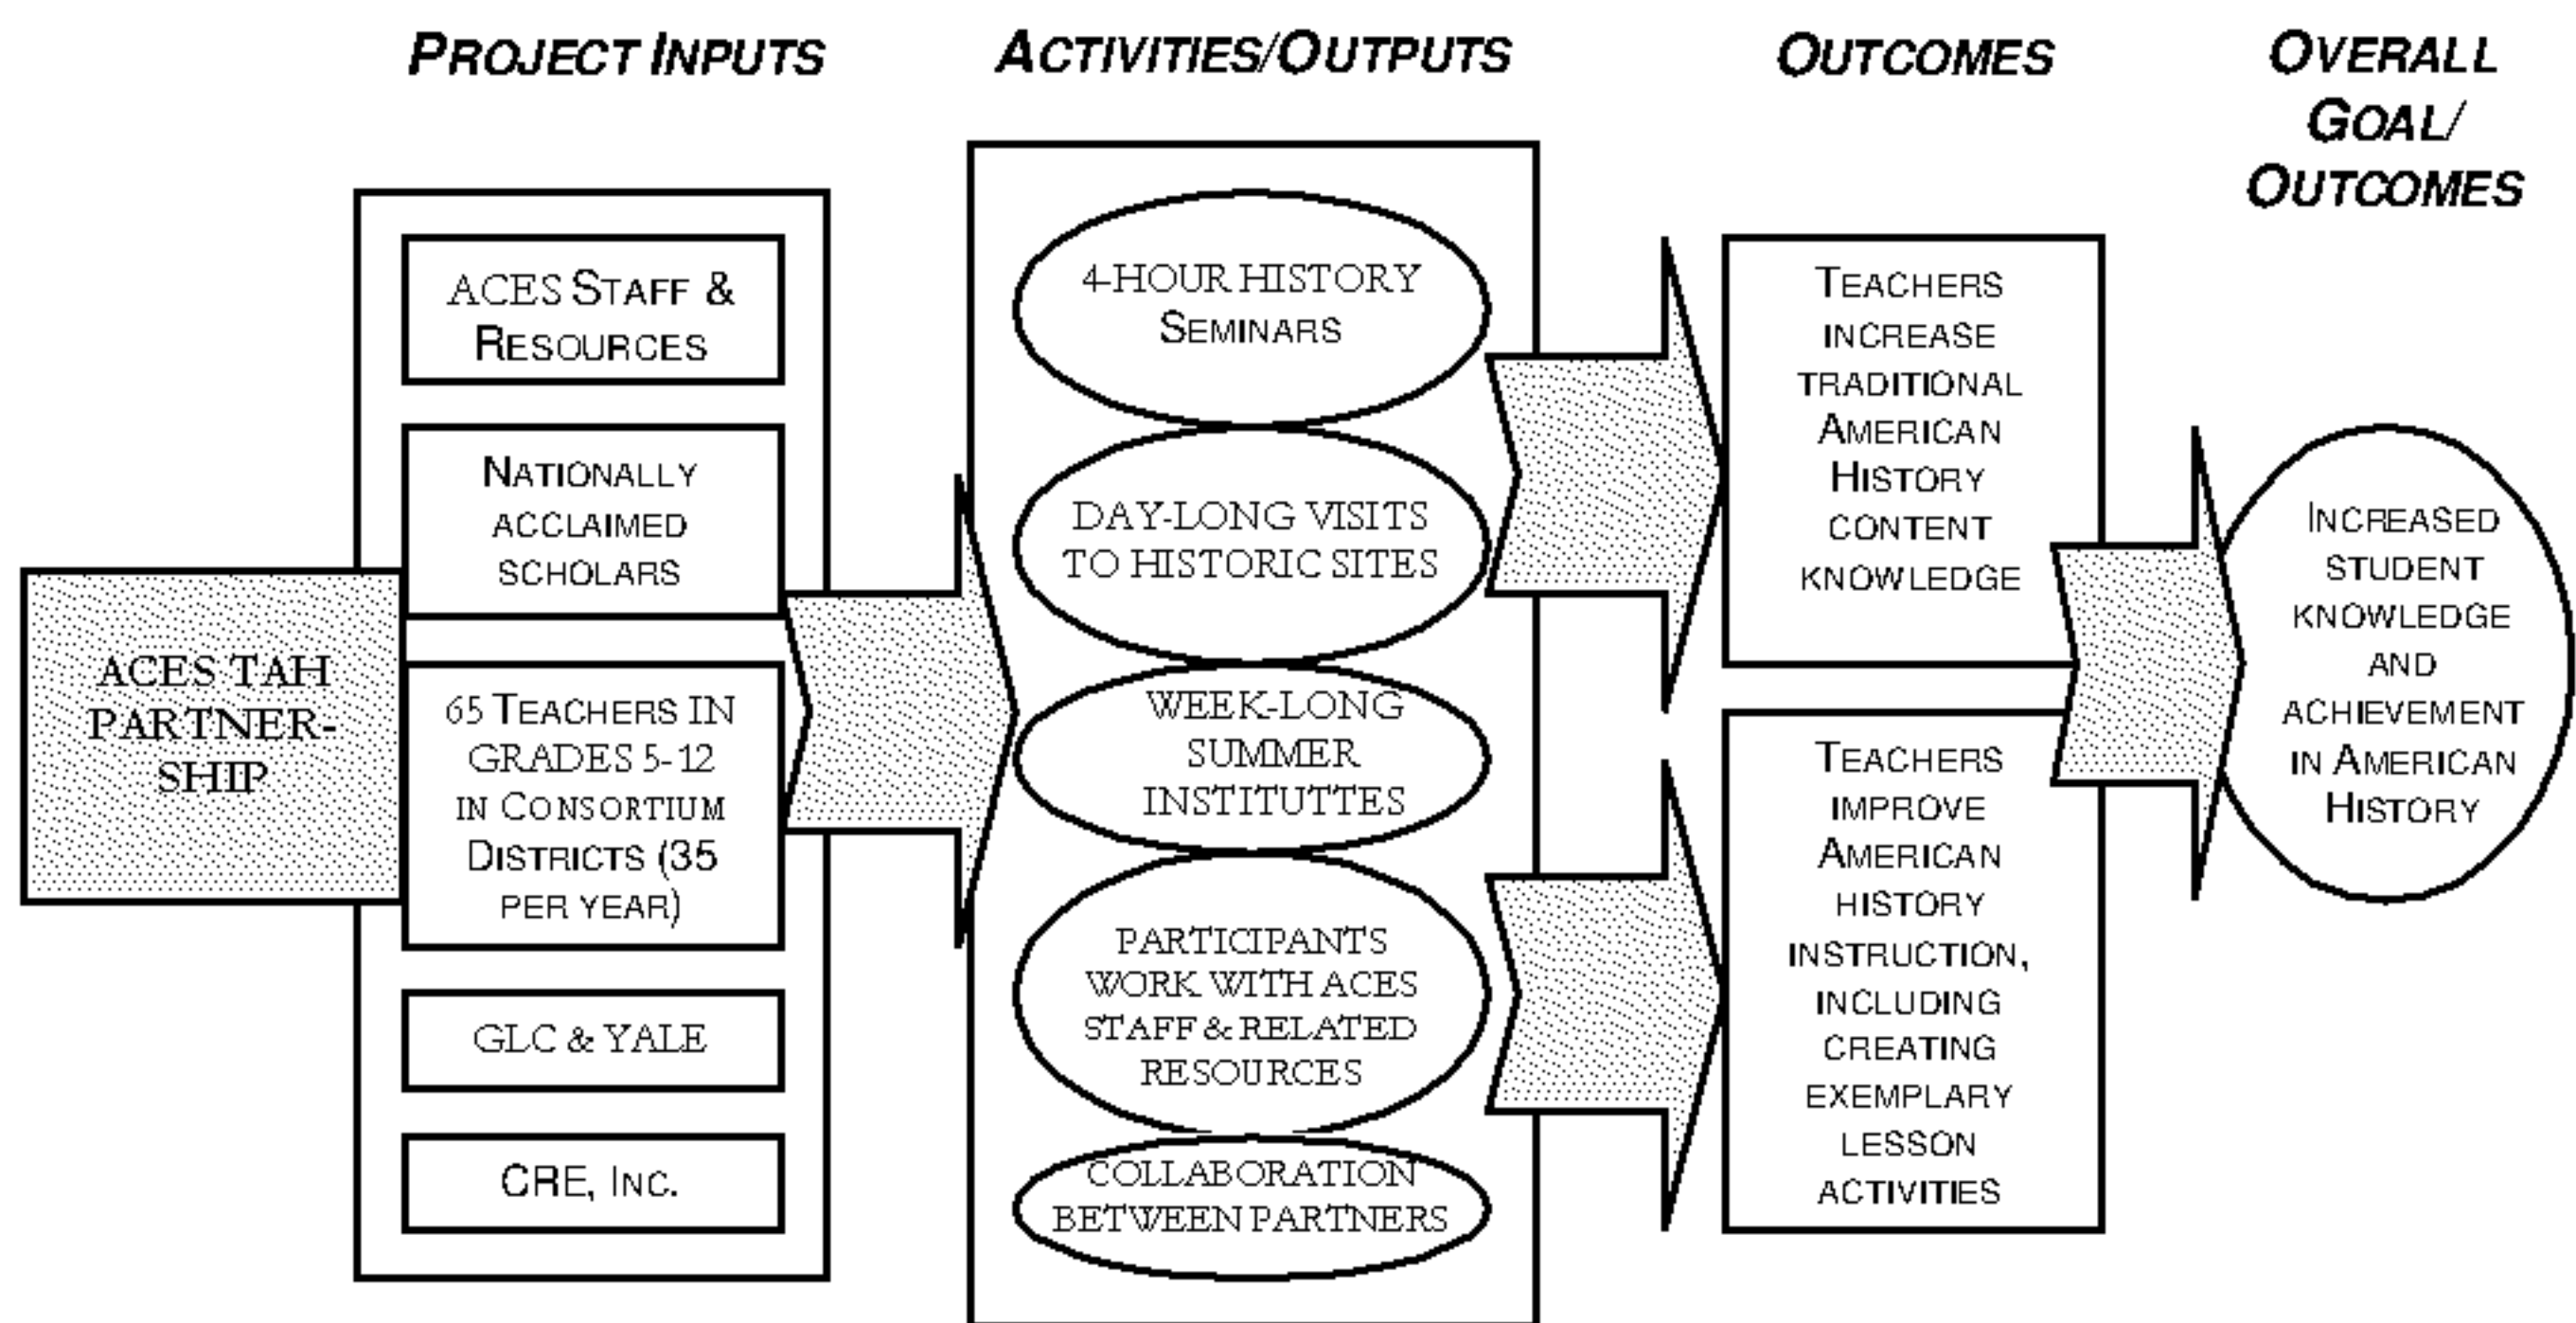 PROJECT INPUTS
ACTIVITIES/OUTPUTS
OUTCOMES
OVERALL
GOAL/
OUTCOMES
ACES TAH
PARTNER-
SHIP
ACES STAFF &
RESOURCES
NATIONALLY
ACCLAIMED
SCHOLARS
65 TEACHERS IN
GRADES 5-12
IN CONSORTIUM
DISTRICTS (35
PER YEAR)
GLC & YALE
CRE, INC.
4-HOUR HISTORY
SEMINARS
DAY-LONG VISITS
TO HISTORIC SITES
WEEK-LONG
SUMMER
INSTITUTTES
PARTICIPANTS
WORK WITH ACES
STAFF & RELATED
RESOURCES
COLLABORATION
BETWEEN PARTNERS
TEACHERS
INCREASE
TRADITIONAL
AMERICAN
HISTORY
CONTENT
KNOWLEDGE
TEACHERS
IMPROVE
AMERICAN
HISTORY
INSTRUCTION,
INCLUDING
CREATING
EXEMPLARY
LESSON
ACTIVITIES
INCREASED
STUDENT
KNOWLEDGE
AND
ACHIEVEMENT
IN AMERICAN
HISTORY